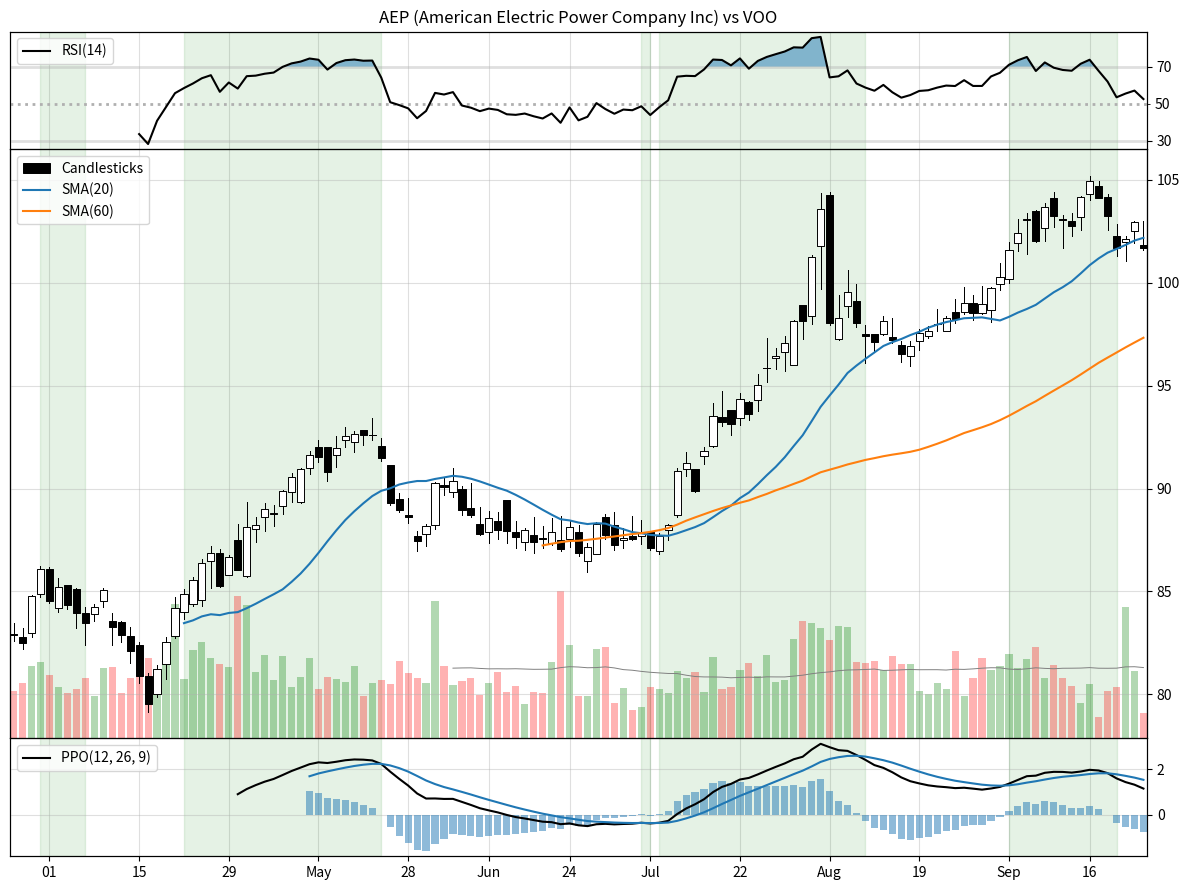 AEP (American Electric Power Company Inc) vs VOO
RSI(14)
70
50
30
Candlesticks
SMA(20)
SMA(60)
105
100
95
90
85
80
PPO(12, 26, 9)
2
0
01 15 29 May 28 Jun 24 Jul 22 Aug 19 Sep 16